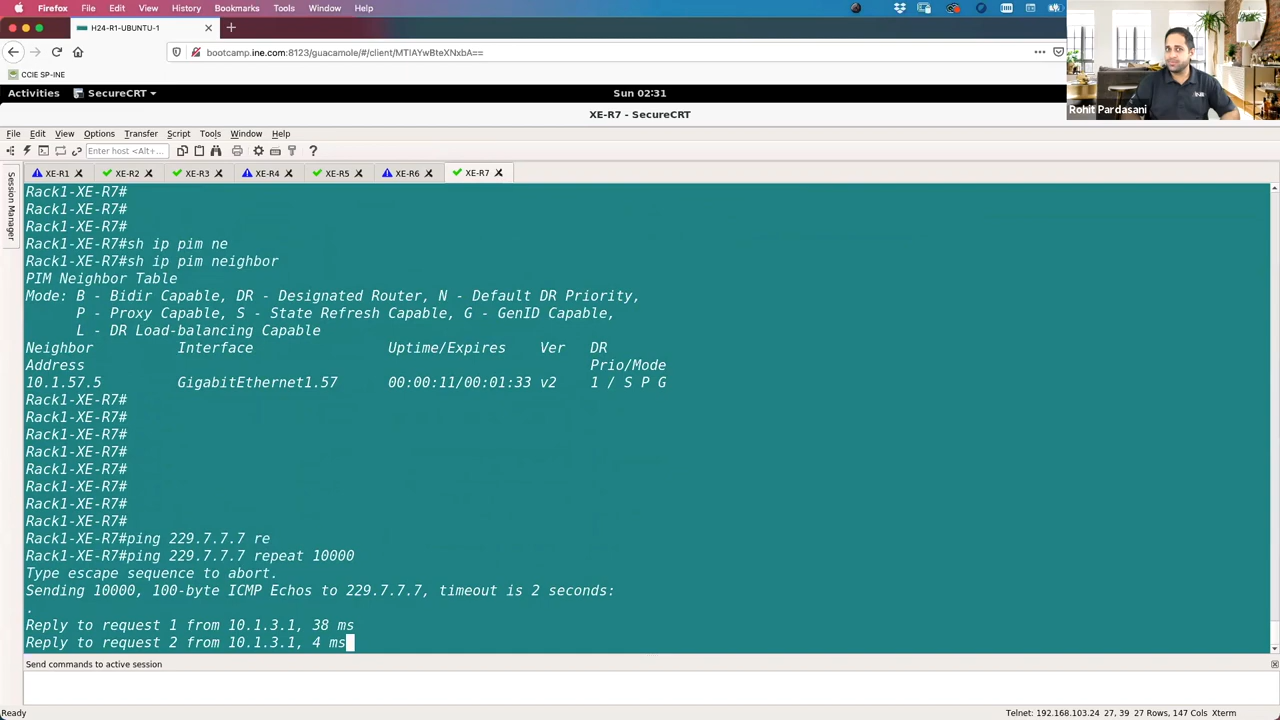 Firefox File Edit View History Bookmarks Tools Window Help
H24-R1-UBUNTU-1
bootcamp.ine.com:8123/guacamole/#/client/MTIAYwBteXNxbA==
CCIE SP-INE
Activities SecureCRT Sun 02:31
Rohit Pardasani
XE-R7 - SecureCRT
File Edit View Options Transfer Script Tools Window Help
Enter host <Alt+...
XE-R1 XE-R2 XE-R3 XE-R4 XE-R5 XE-R6 XE-R7
Session Manager
Rack1-XE-R7#
Rack1-XE-R7#
Rack1-XE-R7#
Rack1-XE-R7#sh ip pim ne
Rack1-XE-R7#sh ip pim neighbor
PIM Neighbor Table
Mode: B - Bidir Capable, DR - Designated Router, N - Default DR Priority,
P - Proxy Capable, S - State Refresh Capable, G - GenID Capable,
L - DR Load-balancing Capable
Neighbor Interface Uptime/Expires Ver DR
Address Prio/Mode
10.1.57.5 GigabitEthernet1.57 00:00:11/00:01:33 v2 1 / S P G
Rack1-XE-R7#
Rack1-XE-R7#
Rack1-XE-R7#
Rack1-XE-R7#
Rack1-XE-R7#
Rack1-XE-R7#
Rack1-XE-R7#
Rack1-XE-R7#
Rack1-XE-R7#ping 229.7.7.7 re
Rack1-XE-R7#ping 229.7.7.7 repeat 10000
Type escape sequence to abort.
Sending 10000, 100-byte ICMP Echos to 229.7.7.7, timeout is 2 seconds:
.
Reply to request 1 from 10.1.3.1, 38 ms
Reply to request 2 from 10.1.3.1, 4 ms
Send commands to active session
Ready Telnet: 192.168.103.24 27, 39 27 Rows, 147 Cols Xterm